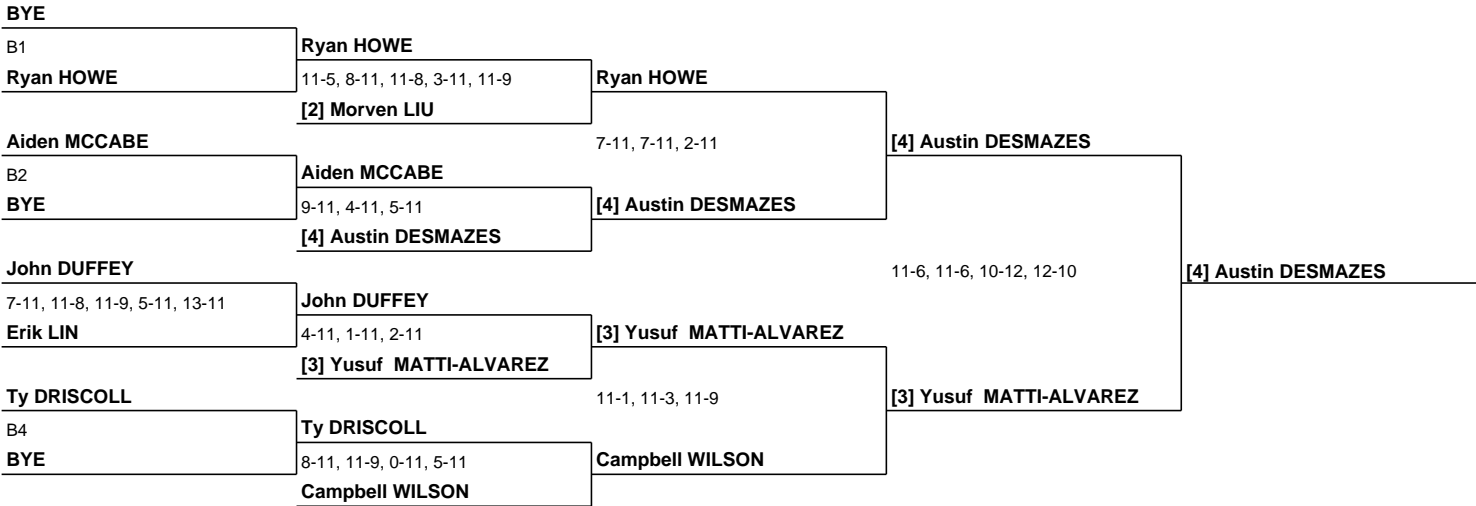 BYE
B1
Ryan HOWE
Aiden MCCABE
B2
BYE
John DUFFEY
7-11, 11-8, 11-9, 5-11, 13-11
Erik LIN
Ty DRISCOLL
B4
BYE
Ryan HOWE
11-5, 8-11, 11-8, 3-11, 11-9
[2] Morven LIU
Aiden MCCABE
9-11, 4-11, 5-11
[4] Austin DESMAZES
John DUFFEY
4-11, 1-11, 2-11
[3] Yusuf  MATTI-ALVAREZ
Ty DRISCOLL
8-11, 11-9, 0-11, 5-11
Campbell WILSON
Ryan HOWE
7-11, 7-11, 2-11
[4] Austin DESMAZES
[3] Yusuf  MATTI-ALVAREZ
11-1, 11-3, 11-9
Campbell WILSON
[4] Austin DESMAZES
11-6, 11-6, 10-12, 12-10
[3] Yusuf  MATTI-ALVAREZ
[4] Austin DESMAZES